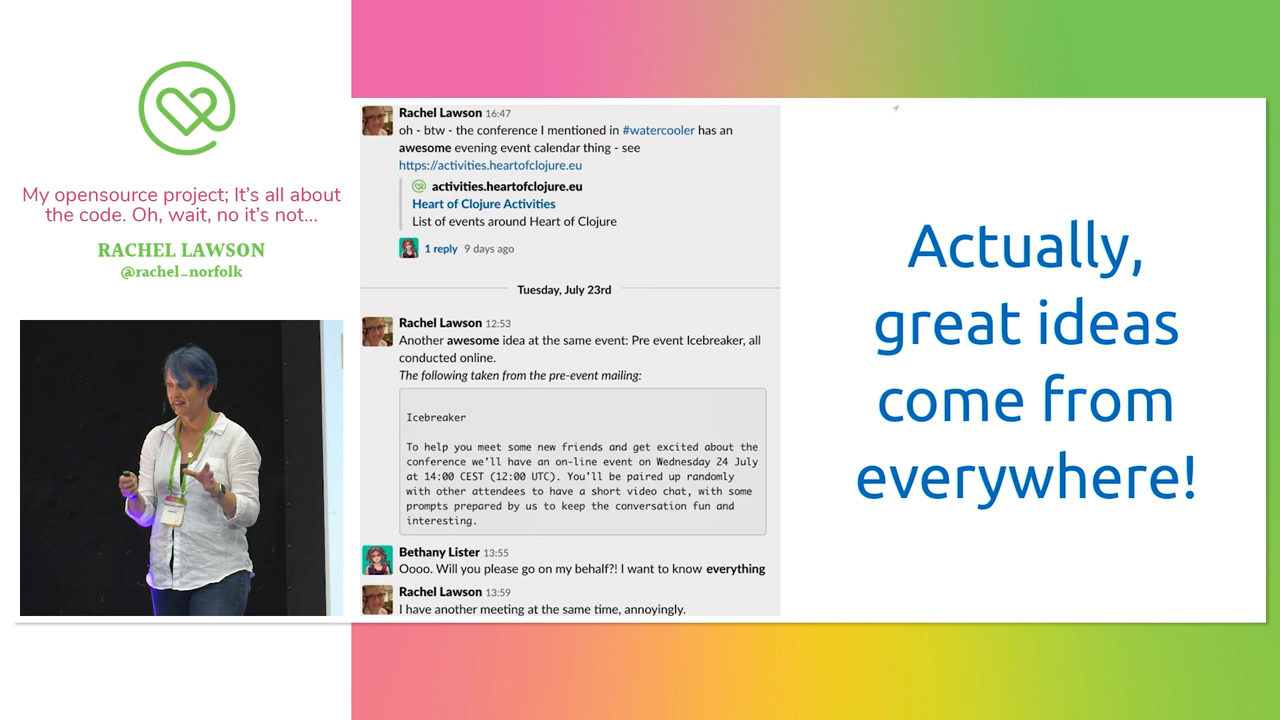 My opensource project; It's all about
the code. Oh, wait, no it's not...
RACHEL LAWSON
@rachel_norfolk
Rachel Lawson 16:47
oh - btw - the conference I mentioned in #watercooler has an
awesome evening event calendar thing - see
https://activities.heartofclojure.eu
activities.heartofclojure.eu
Heart of Clojure Activities
List of events around Heart of Clojure
1 reply 9 days ago
Tuesday, July 23rd
Rachel Lawson 12:53
Another awesome idea at the same event: Pre event Icebreaker, all
conducted online.
The following taken from the pre-event mailing:
Icebreaker
To help you meet some new friends and get excited about the
conference we'll have an on-line event on Wednesday 24 July
at 14:00 CEST (12:00 UTC). You'll be paired up randomly
with other attendees to have a short video chat, with some
prompts prepared by us to keep the conversation fun and
interesting.
Bethany Lister 13:55
Oooo. Will you please go on my behalf?! I want to know everything
Rachel Lawson 13:59
I have another meeting at the same time, annoyingly.
Actually,
great ideas
come from
everywhere!